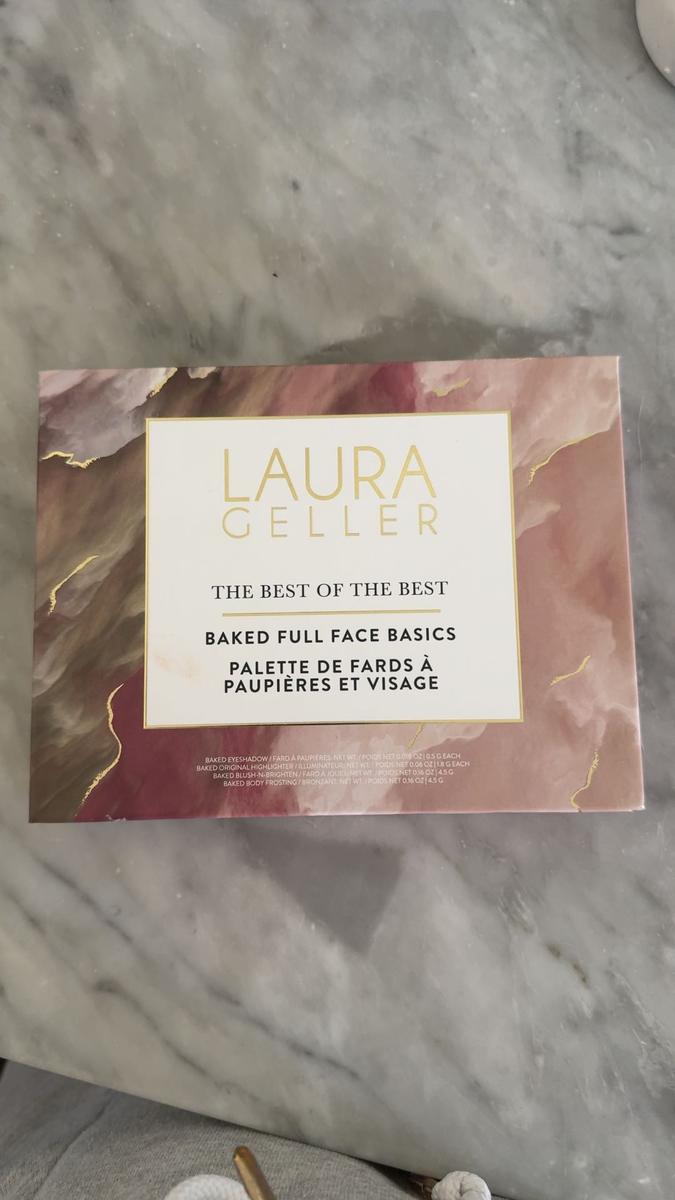 LAURA
GELLER
THE BEST OF THE BEST
BAKED FULL FACE BASICS
PALETTE DE FARDS À
PAUPIÈRES ET VISAGE
BAKED EYESHADOW / FARD À PAUPIÈRES: NET WT. / POIDS NET 0.018 OZ | 0.5 G EACH
BAKED ORIGINAL HIGHLIGHTER / ILLUMINATEUR: NET WT. / POIDS NET 0.06 OZ | 1.8 G EACH
BAKED BLUSH-N-BRIGHTEN / FARD À JOUES: NET WT. / POIDS NET 0.16 OZ | 4.5 G
BAKED BODY FROSTING / BRONZANT: NET WT. / POIDS NET 0.16 OZ | 4.5 G